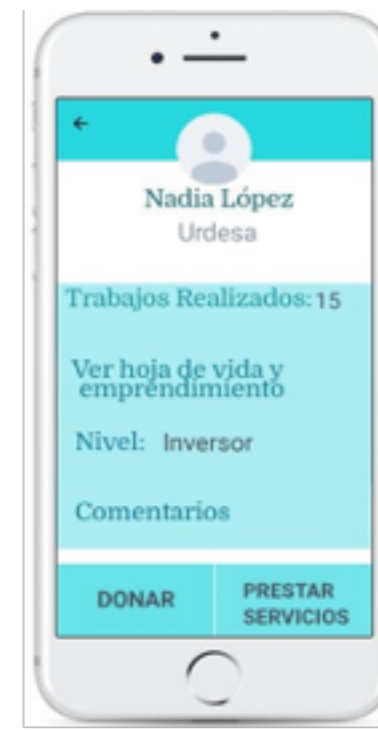 Nadia López
Urdesa
Trabajos Realizados: 15
Ver hoja de vida y
emprendimiento
Nivel: Inversor
Comentarios
DONAR
PRESTAR
SERVICIOS